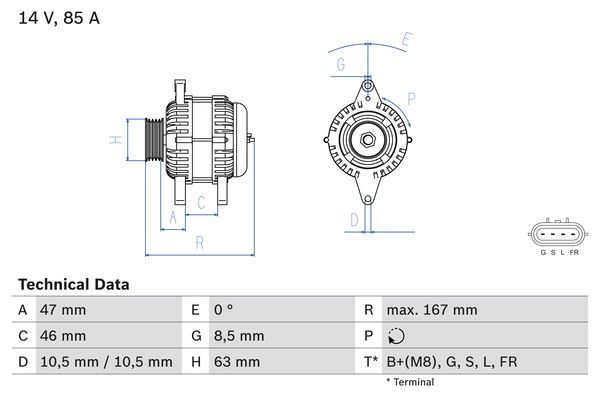 14 V, 85 A
E
G
P
H
A
C
R
D
G S L FR
Technical Data
A 47 mm E 0 ° R max. 167 mm
C 46 mm G 8,5 mm P
D 10,5 mm / 10,5 mm H 63 mm T* B+(M8), G, S, L, FR
* Terminal